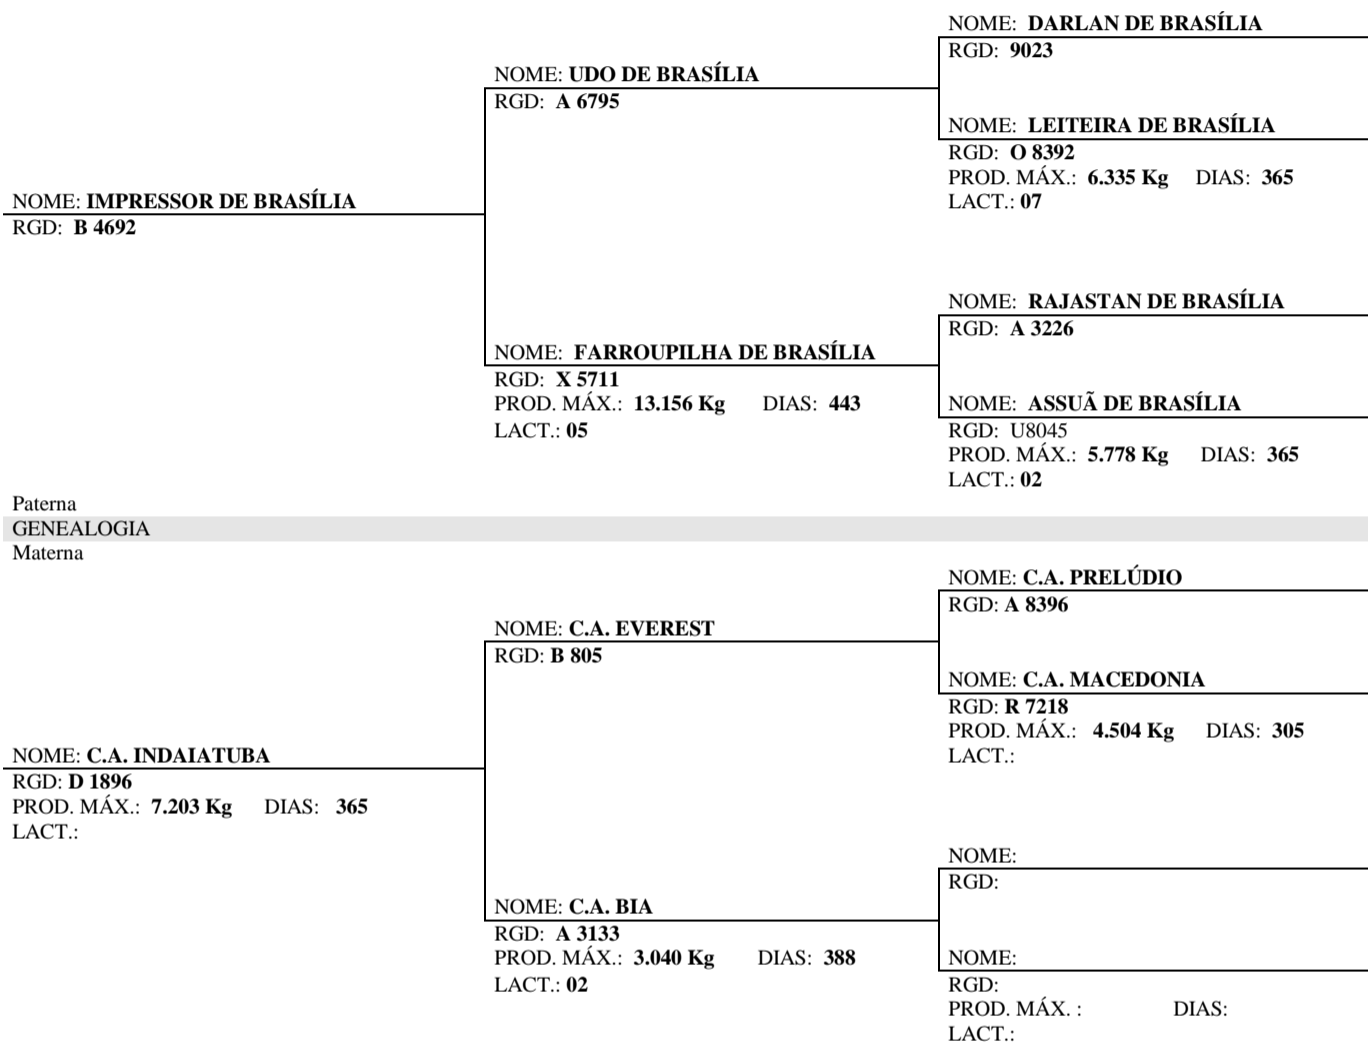 NOME: DARLAN DE BRASÍLIA
RGD: 9023
NOME: UDO DE BRASÍLIA
RGD: A 6795
NOME: LEITEIRA DE BRASÍLIA
RGD: O 8392
PROD. MÁX.: 6.335 Kg DIAS: 365
LACT.: 07
NOME: IMPRESSOR DE BRASÍLIA
RGD: B 4692
NOME: RAJASTAN DE BRASÍLIA
RGD: A 3226
NOME: FARROUPILHA DE BRASÍLIA
RGD: X 5711
PROD. MÁX.: 13.156 Kg DIAS: 443
LACT.: 05
NOME: ASSUÃ DE BRASÍLIA
RGD: U8045
PROD. MÁX.: 5.778 Kg DIAS: 365
LACT.: 02
Paterna
GENEALOGIA
Materna
NOME: C.A. PRELÚDIO
RGD: A 8396
NOME: C.A. EVEREST
RGD: B 805
NOME: C.A. MACEDONIA
RGD: R 7218
PROD. MÁX.: 4.504 Kg DIAS: 305
LACT.:
NOME: C.A. INDAIATUBA
RGD: D 1896
PROD. MÁX.: 7.203 Kg DIAS: 365
LACT.:
NOME:
RGD:
NOME: C.A. BIA
RGD: A 3133
PROD. MÁX.: 3.040 Kg DIAS: 388
LACT.: 02
NOME:
RGD:
PROD. MÁX. : DIAS:
LACT.: